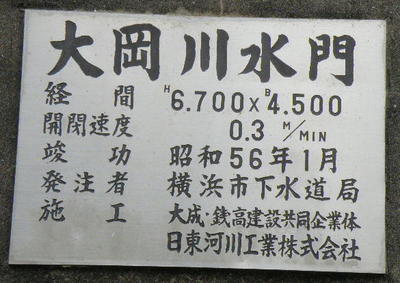 大岡川水門
経間 H6.700×B4.500
開閉速度 0.3 M/MIN
竣功 昭和56年1月
発注者 横浜市下水道局
施工 大成・銭高建設共同企業体
日東河川工業株式会社